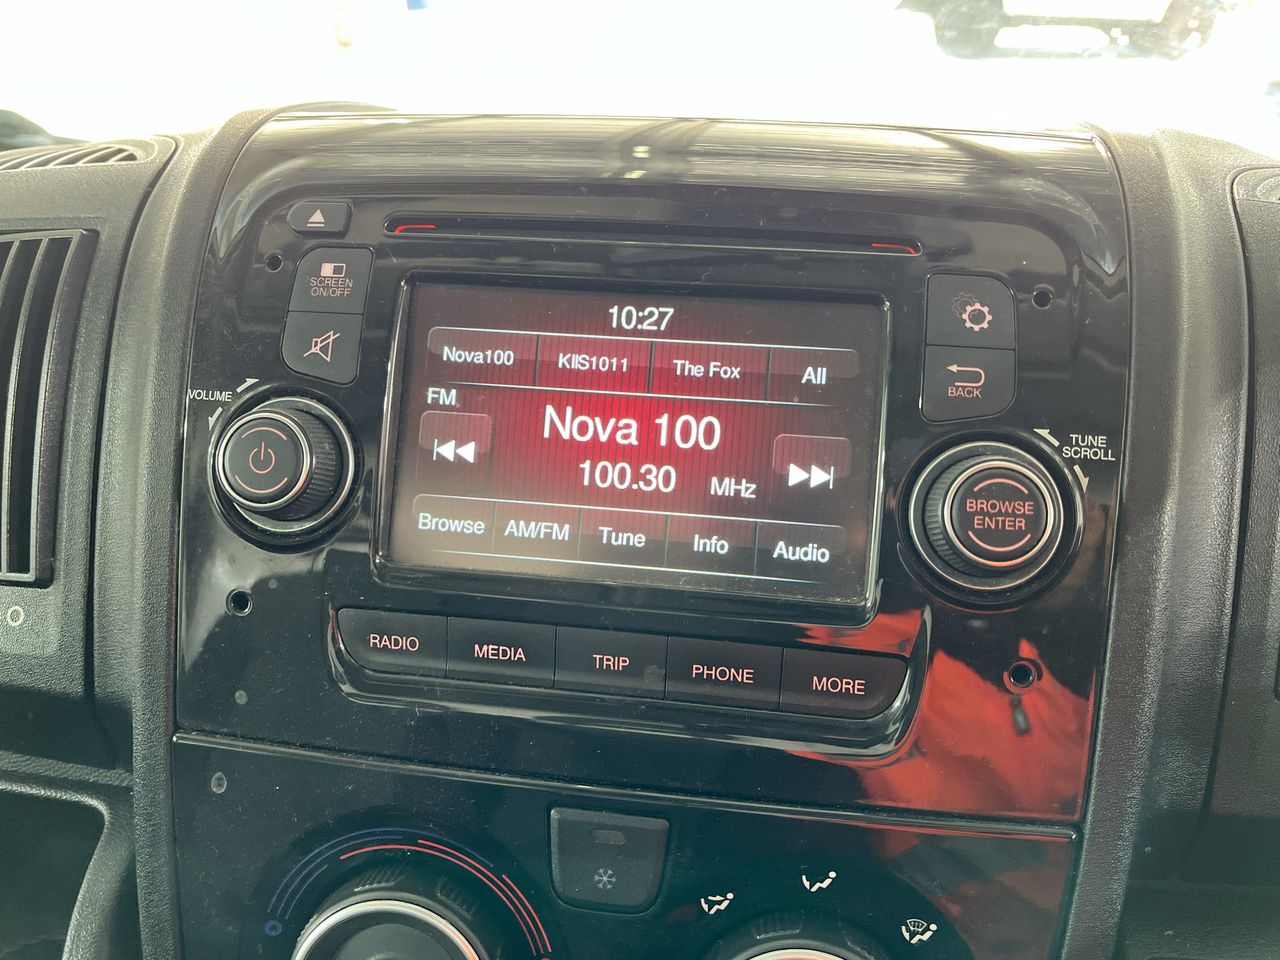 SCREEN
ON/OFF
VOLUME
10:27
Nova100 KIIS1011 The Fox All
FM
Nova 100
100.30 MHz
Browse AM/FM Tune Info Audio
BACK
TUNE
SCROLL
BROWSE
ENTER
RADIO MEDIA TRIP PHONE MORE